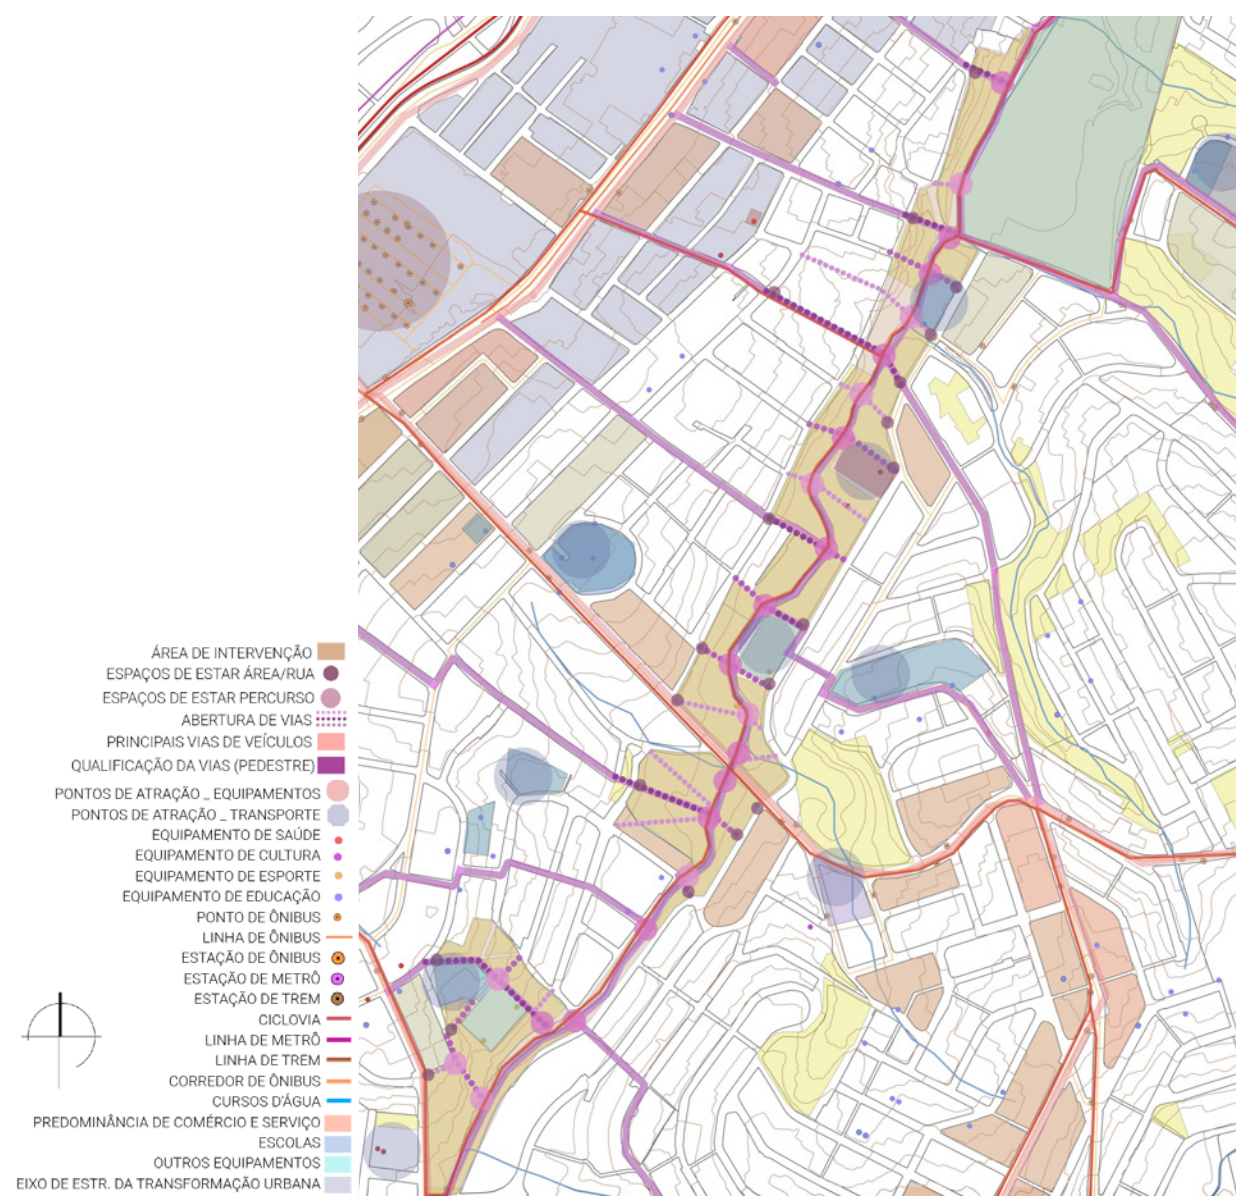 ÁREA DE INTERVENÇÃO
ESPAÇOS DE ESTAR ÁREA/RUA
ESPAÇOS DE ESTAR PERCURSO
ABERTURA DE VIAS
PRINCIPAIS VIAS DE VEÍCULOS
QUALIFICAÇÃO DA VIAS (PEDESTRE)
PONTOS DE ATRAÇÃO _ EQUIPAMENTOS
PONTOS DE ATRAÇÃO _ TRANSPORTE
EQUIPAMENTO DE SAÚDE
EQUIPAMENTO DE CULTURA
EQUIPAMENTO DE ESPORTE
EQUIPAMENTO DE EDUCAÇÃO
PONTO DE ÔNIBUS
LINHA DE ÔNIBUS
ESTAÇÃO DE ÔNIBUS
ESTAÇÃO DE METRÔ
ESTAÇÃO DE TREM
CICLOVIA
LINHA DE METRÔ
LINHA DE TREM
CORREDOR DE ÔNIBUS
CURSOS D'ÁGUA
PREDOMINÂNCIA DE COMÉRCIO E SERVIÇO
ESCOLAS
OUTROS EQUIPAMENTOS
EIXO DE ESTR. DA TRANSFORMAÇÃO URBANA